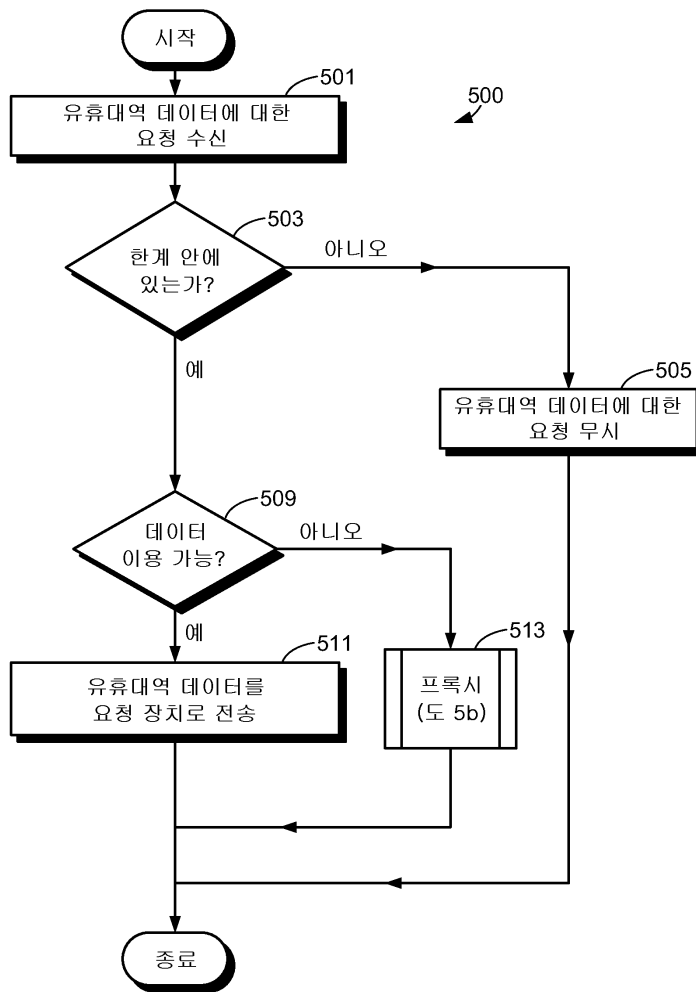 시작
501
유휴대역 데이터에 대한
요청 수신
500
503
한계 안에
있는가?
아니오
예
505
유휴대역 데이터에 대한
요청 무시
509
데이터
이용 가능?
아니오
예
511
유휴대역 데이터를
요청 장치로 전송
513
프록시
(도 5b)
종료